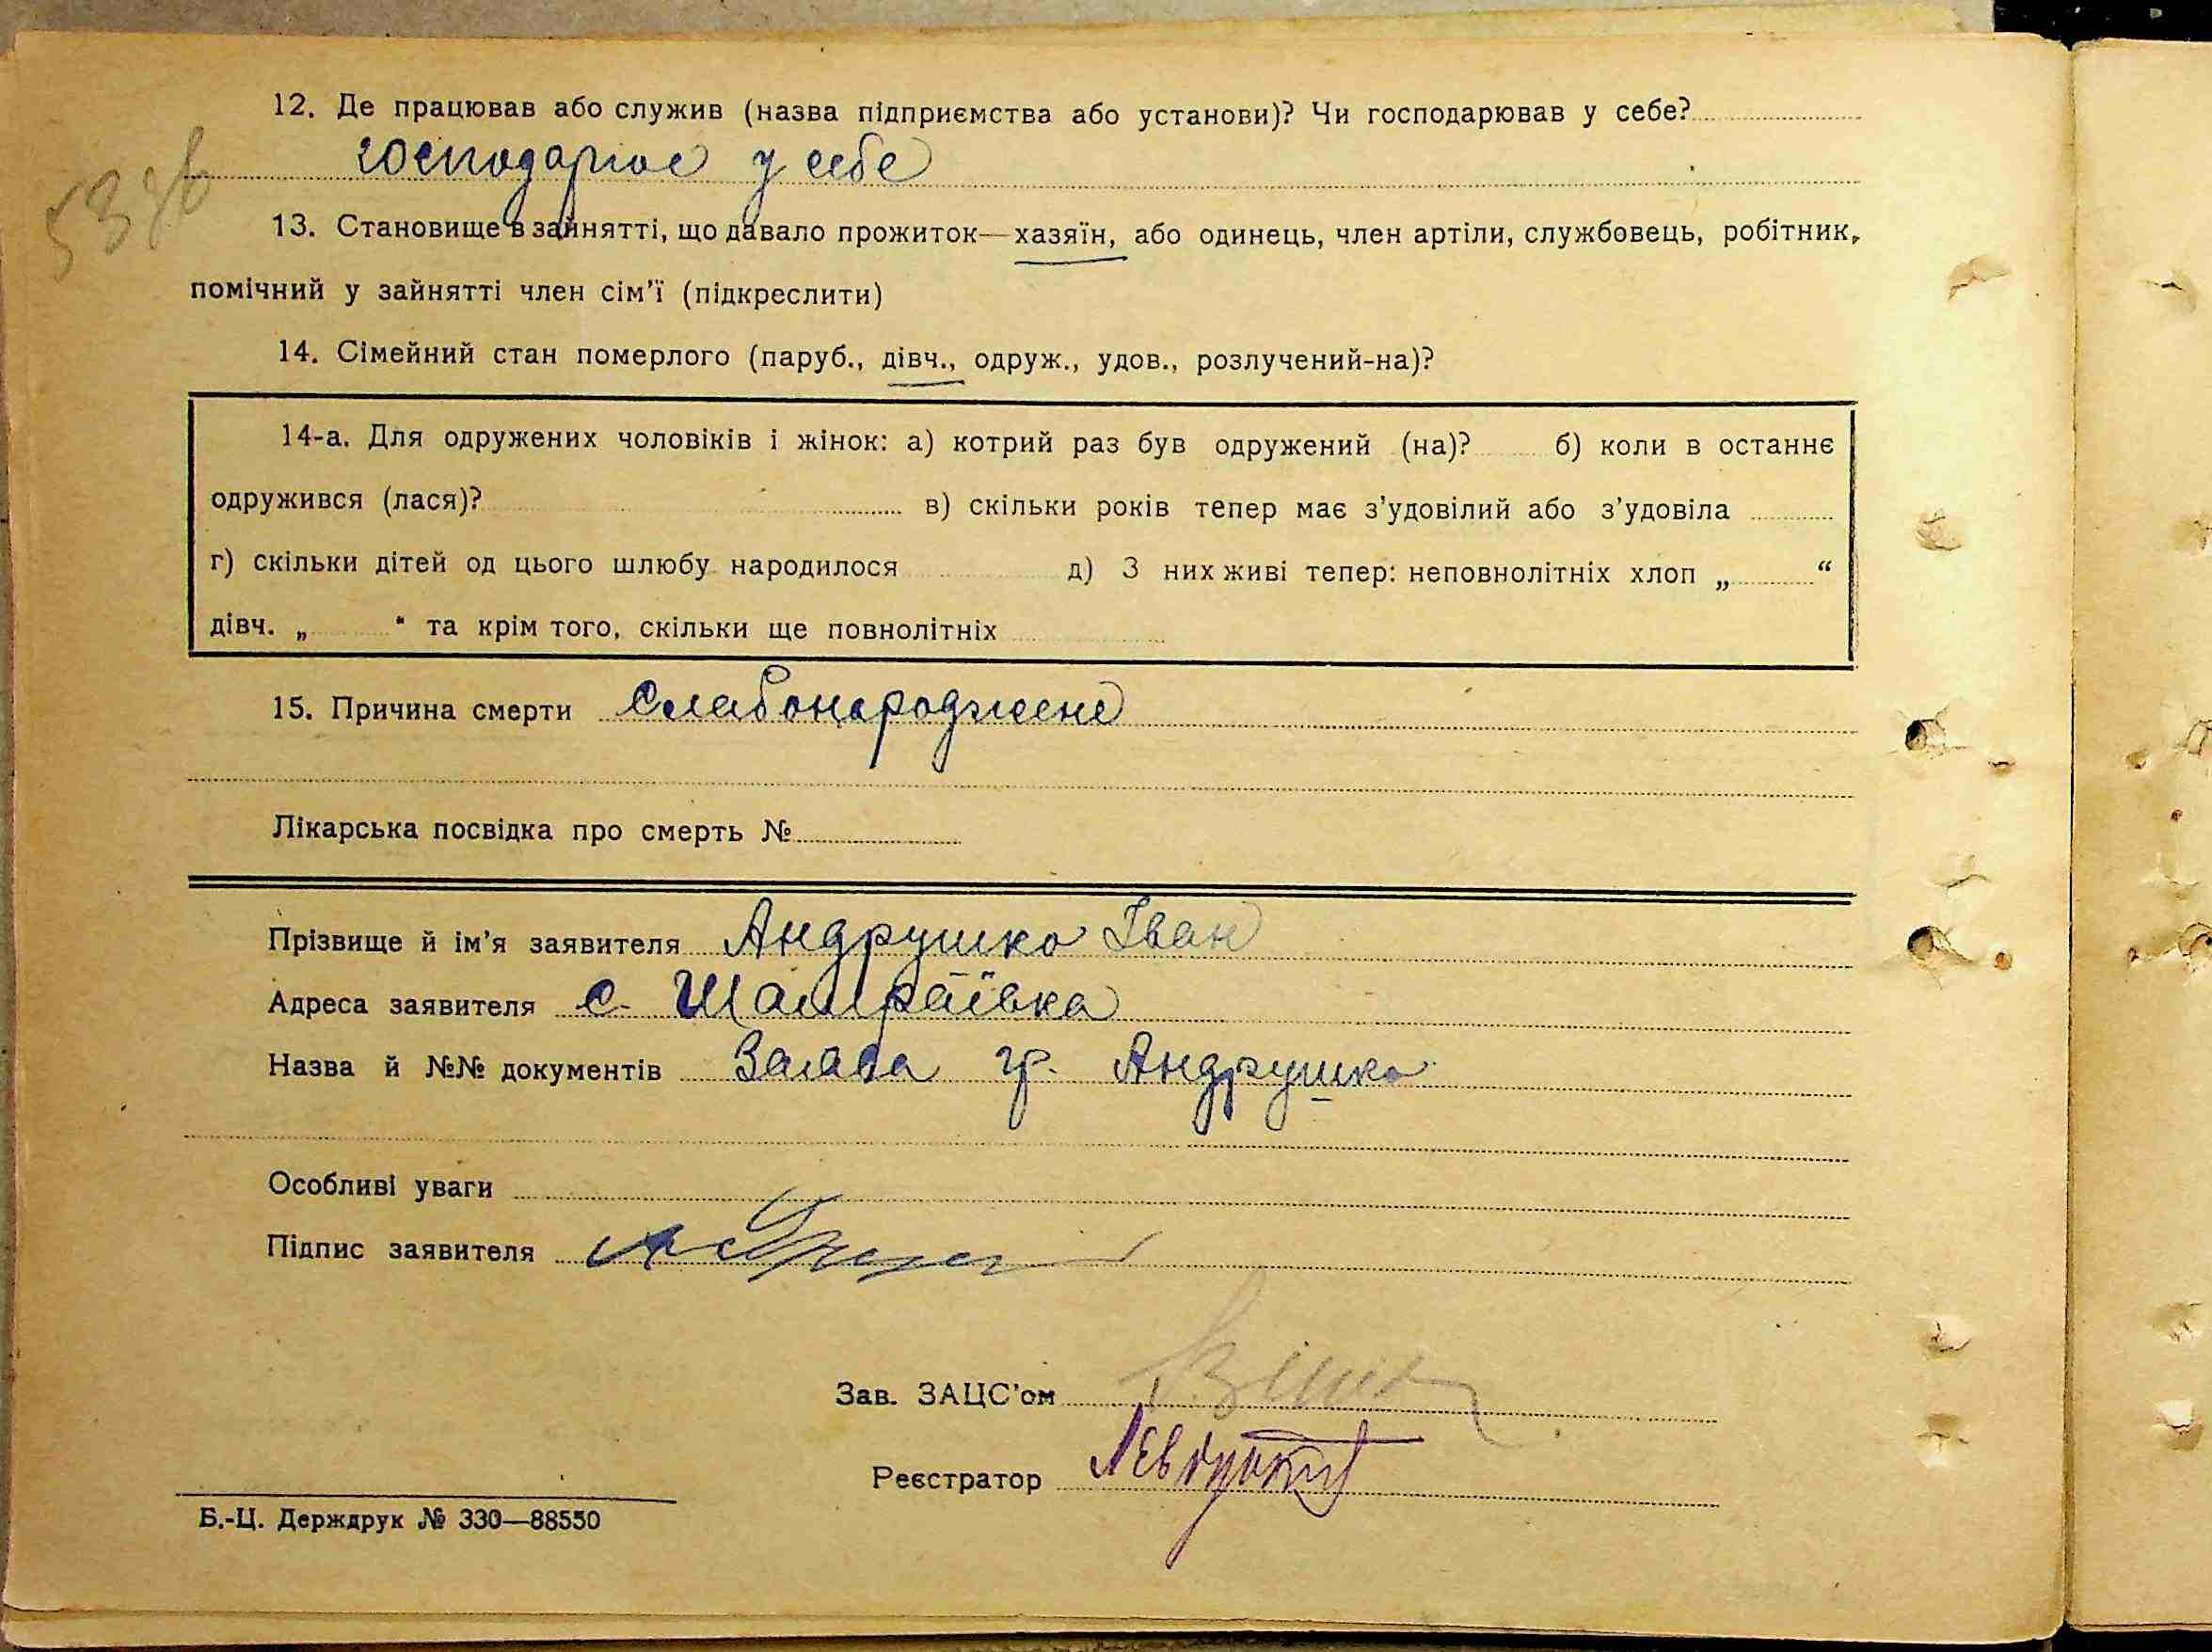 12. Де працював або служив (назва підприємства або установи)? Чи господарював у себе?
господарює у себе
13. Становище в зайнятті, що давало прожиток—хазяїн, або одинець, член артіли, службовець, робітник,
помічний у зайнятті член сім'ї (підкреслити)
14. Сімейний стан померлого (паруб., дівч., одруж., удов., розлучений-на)?
14-а. Для одружених чоловіків і жінок: а) котрий раз був одружений (на)? б) коли в останнє
одружився (лася)? в) скільки років тепер має з'удовілий або з'удовіла
г) скільки дітей од цього шлюбу народилося д) З них живі тепер: неповнолітніх хлоп „ “
дівч. „ “ та крім того, скільки ще повнолітніх
15. Причина смерти слабонароджене
Лікарська посвідка про смерть №
Прізвище й ім'я заявителя Андрушко Іван
Адреса заявителя с. Шамраївка
Назва й №№ документів Заява гр. Андрушко
Особливі уваги
Підпис заявителя
Зав. ЗАЦС'ом
Реєстратор
Б.-Ц. Держдрук № 330—88550